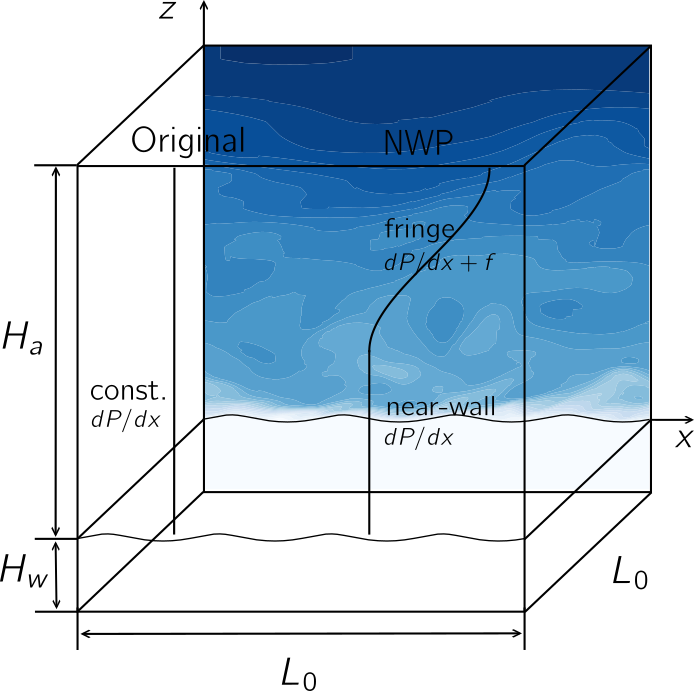 z
Original
NWP
fringe
dP/dx + f
H_a
const.
dP/dx
near-wall
dP/dx
x
H_w
L_0
L_0